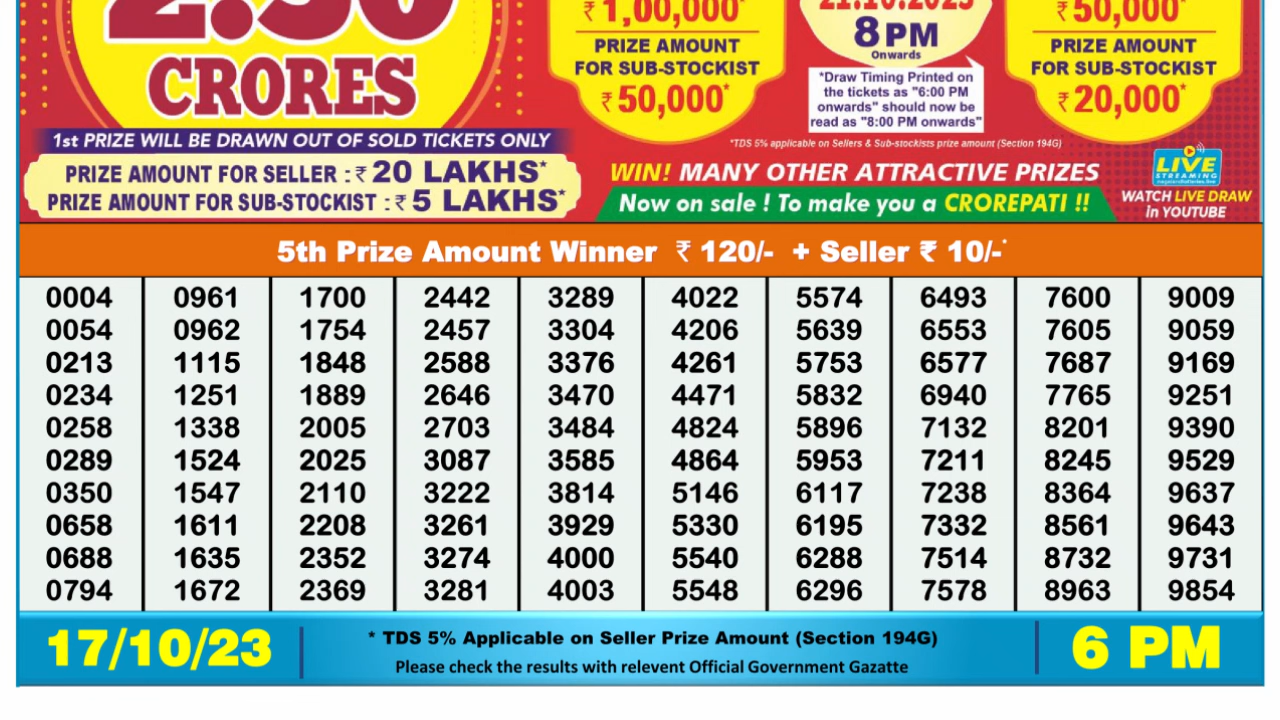 2.50
CRORES
1st PRIZE WILL BE DRAWN OUT OF SOLD TICKETS ONLY
PRIZE AMOUNT FOR SELLER : ₹ 20 LAKHS*
PRIZE AMOUNT FOR SUB-STOCKIST : ₹ 5 LAKHS*
₹ 1,00,000*
PRIZE AMOUNT
FOR SUB-STOCKIST
₹ 50,000*
21.10.2023
8 PM
Onwards
*Draw Timing Printed on
the tickets as "6:00 PM
onwards" should now be
read as "8:00 PM onwards"
₹ 50,000*
PRIZE AMOUNT
FOR SUB-STOCKIST
₹ 20,000*
*TDS 5% applicable on Sellers & Sub-stockists prize amount (Section 194G)
WIN! MANY OTHER ATTRACTIVE PRIZES
Now on sale ! To make you a CROREPATI !!
LIVE
STREAMING
WATCH LIVE DRAW
in YOUTUBE
5th Prize Amount Winner ₹ 120/- + Seller ₹ 10/-*
0004 0961 1700 2442 3289 4022 5574 6493 7600 9009
0054 0962 1754 2457 3304 4206 5639 6553 7605 9059
0213 1115 1848 2588 3376 4261 5753 6577 7687 9169
0234 1251 1889 2646 3470 4471 5832 6940 7765 9251
0258 1338 2005 2703 3484 4824 5896 7132 8201 9390
0289 1524 2025 3087 3585 4864 5953 7211 8245 9529
0350 1547 2110 3222 3814 5146 6117 7238 8364 9637
0658 1611 2208 3261 3929 5330 6195 7332 8561 9643
0688 1635 2352 3274 4000 5540 6288 7514 8732 9731
0794 1672 2369 3281 4003 5548 6296 7578 8963 9854
17/10/23
* TDS 5% Applicable on Seller Prize Amount (Section 194G)
Please check the results with relevent Official Government Gazatte
6 PM